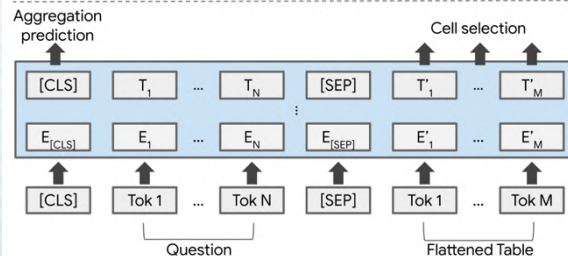 Aggregation prediction
Cell selection
[CLS] T1 ... TN [SEP] T'1 ... T'M
...
E[CLS] E1 ... EN E[SEP] E'1 ... E'M
[CLS] Tok 1 ... Tok N [SEP] Tok 1 ... Tok M
Question
Flattened Table